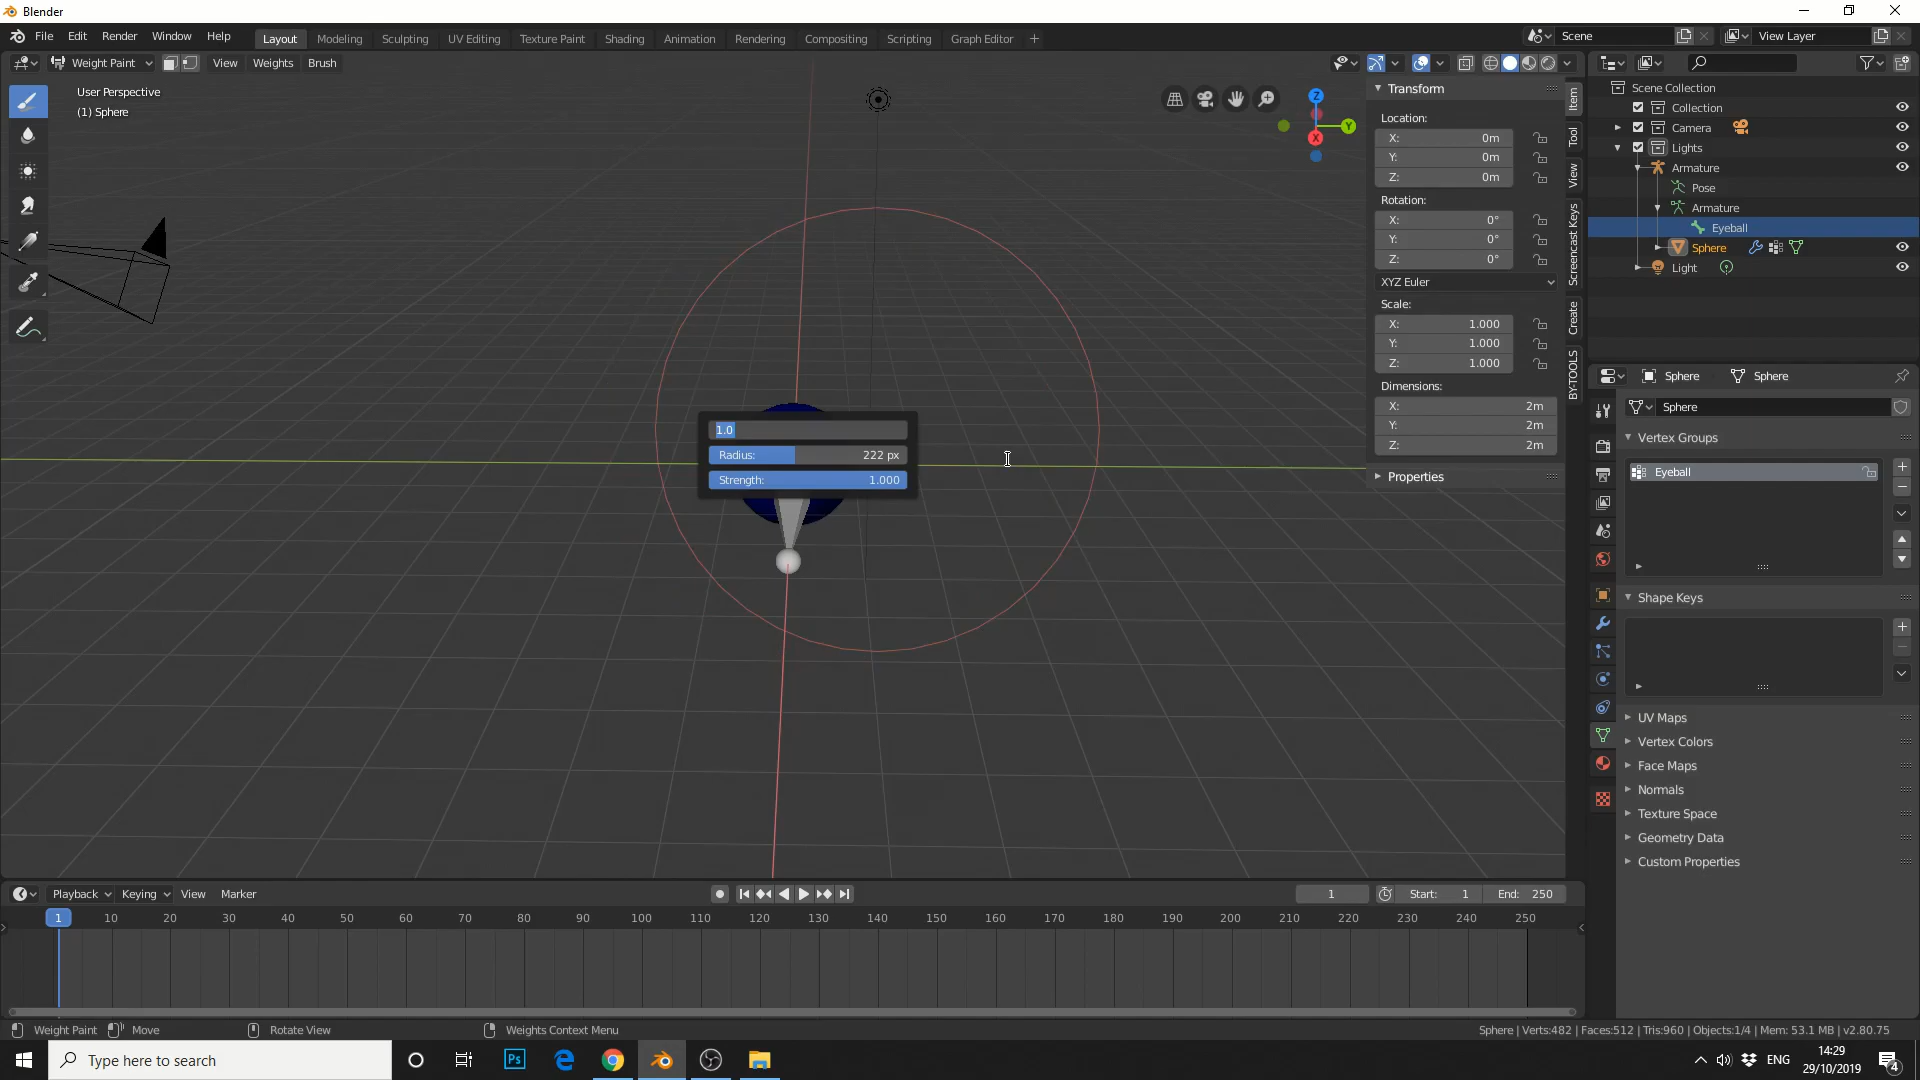 Blender
File Edit Render Window Help
Layout Modeling Sculpting UV Editing Texture Paint Shading Animation Rendering Compositing Scripting Graph Editor +
Scene
View Layer
Weight Paint View Weights Brush
User Perspective
(1) Sphere
Z
Y
X
Transform
Location:
X: 0m
Y: 0m
Z: 0m
Rotation:
X: 0°
Y: 0°
Z: 0°
XYZ Euler
Scale:
X: 1.000
Y: 1.000
Z: 1.000
Dimensions:
X: 2m
Y: 2m
Z: 2m
Properties
Item
Tool
View
Screencast Keys
Create
BY-TOOLS
1.0
Radius: 222 px
Strength: 1.000
Scene Collection
Collection
Camera
Lights
Armature
Pose
Armature
Eyeball
Sphere
Light
Sphere Sphere
Sphere
Vertex Groups
Eyeball
Shape Keys
UV Maps
Vertex Colors
Face Maps
Normals
Texture Space
Geometry Data
Custom Properties
Playback Keying View Marker
1 Start: 1 End: 250
1 10 20 30 40 50 60 70 80 90 100 110 120 130 140 150 160 170 180 190 200 210 220 230 240 250
Weight Paint Move Rotate View Weights Context Menu
Sphere | Verts:482 | Faces:512 | Tris:960 | Objects:1/4 | Mem: 53.1 MB | v2.80.75
Type here to search
Ps
ENG
14:29
29/10/2019
4